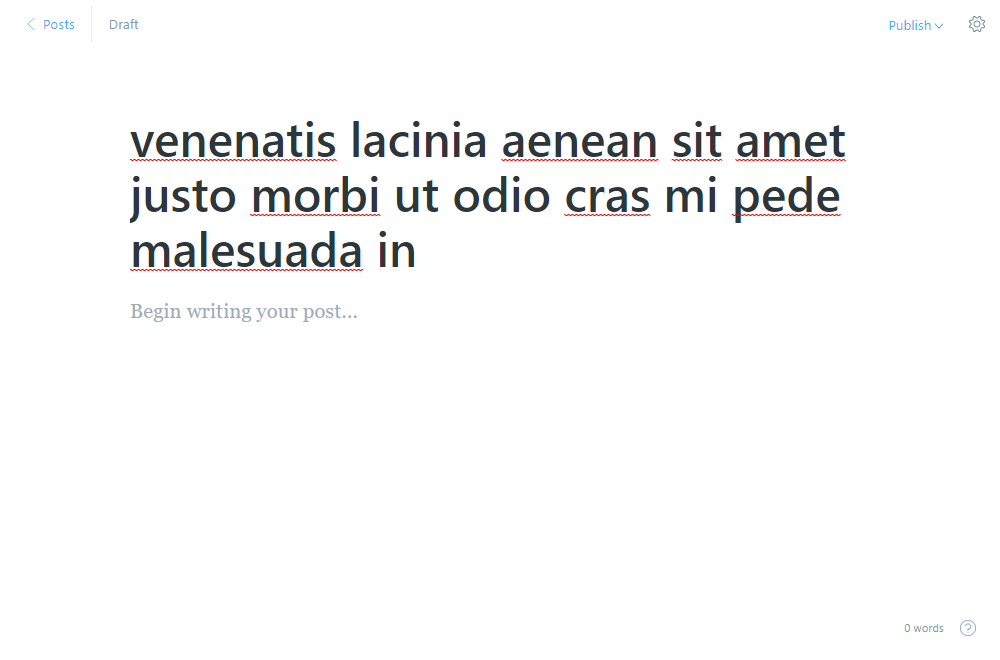 Posts
Draft
Publish
venenatis lacinia aenean sit amet
justo morbi ut odio cras mi pede
malesuada in
Begin writing your post...
0 words
?